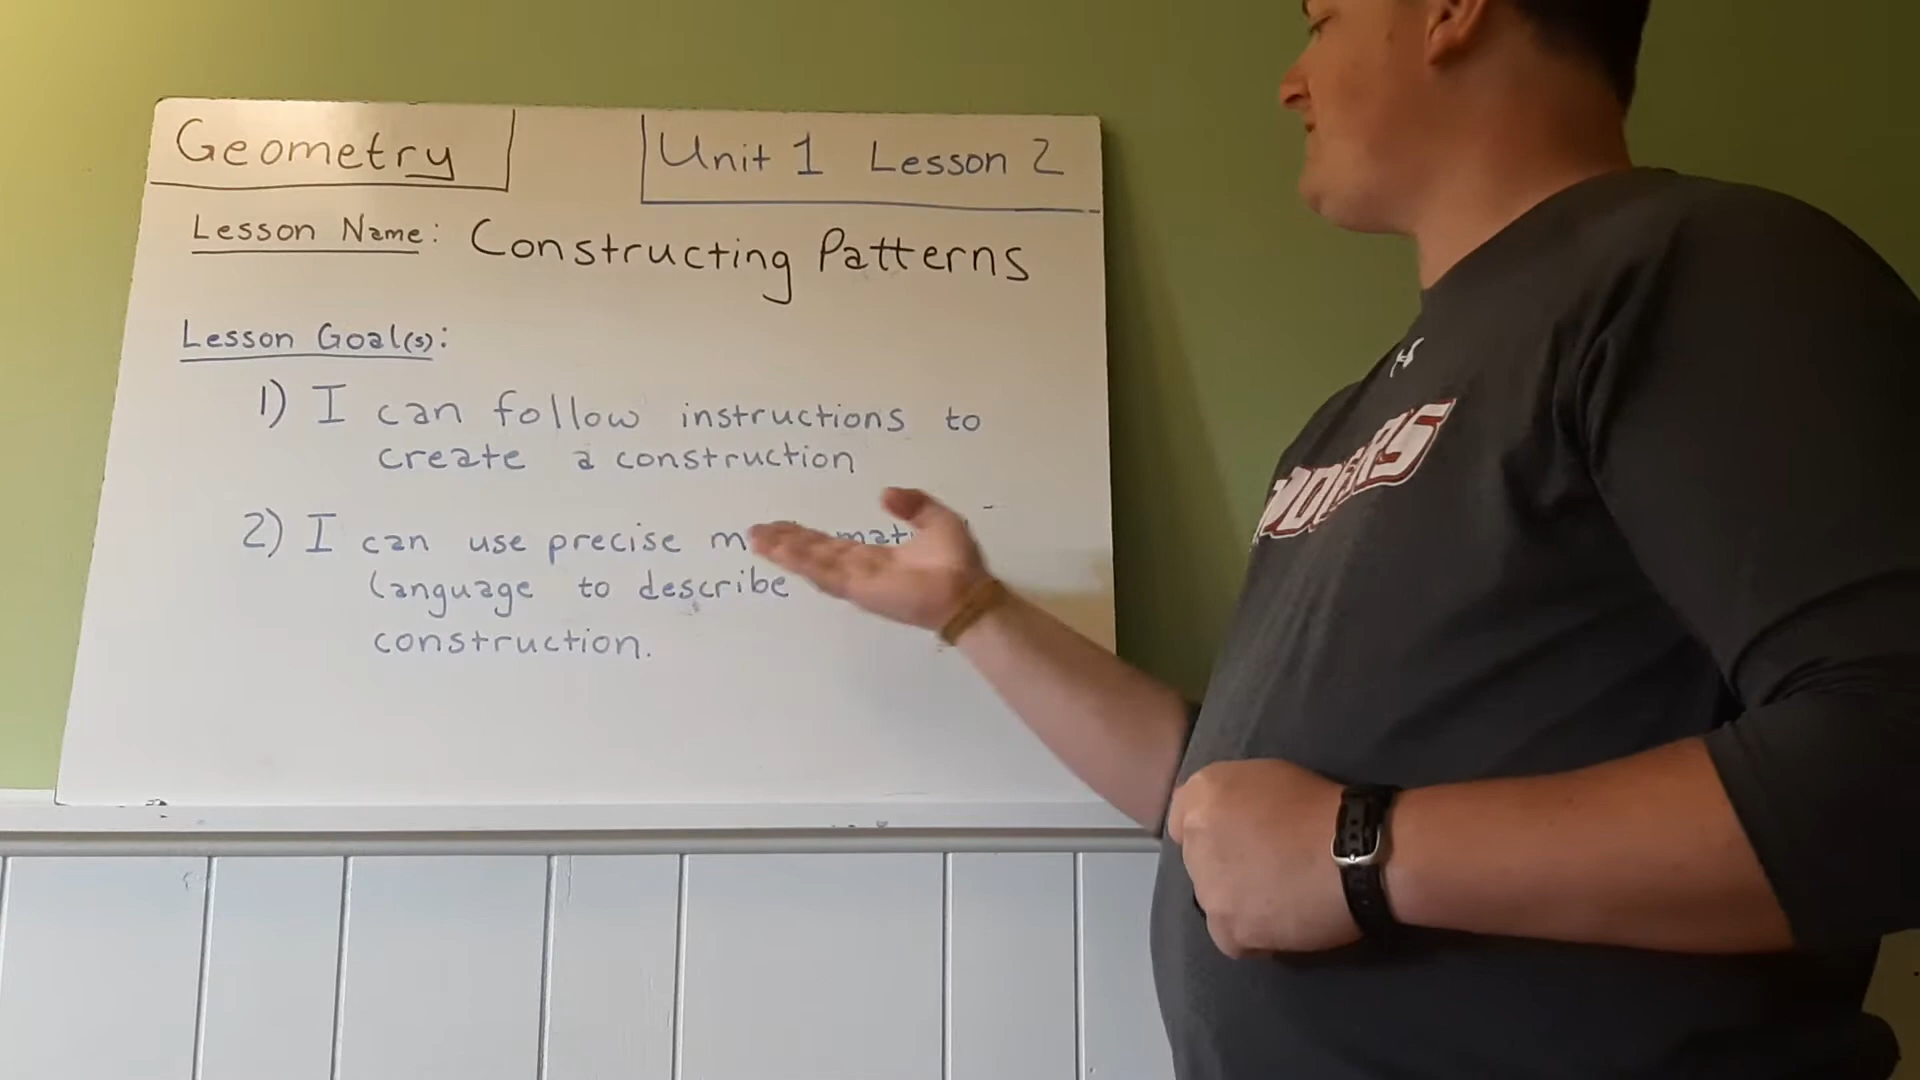 Geometry
Unit 1 Lesson 2
Lesson Name: Constructing Patterns
Lesson Goal(s):
1) I can follow instructions to
create a construction
2) I can use precise
language to describe
construction.